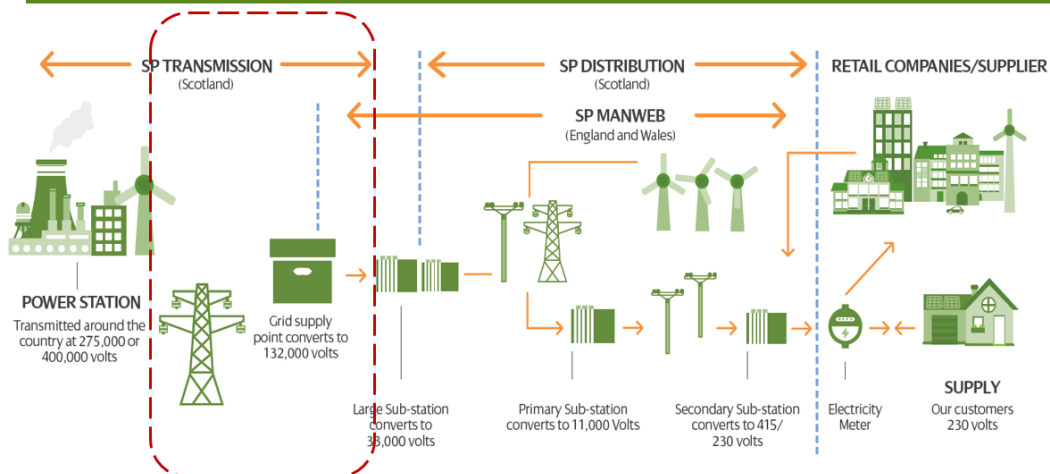 SP TRANSMISSION
(Scotland)
SP DISTRIBUTION
(Scotland)
RETAIL COMPANIES/SUPPLIER
SP MANWEB
(England and Wales)
POWER STATION
Transmitted around the
country at 275,000 or
400,000 volts
Grid supply
point converts to
132,000 volts
Large Sub-station
converts to
33,000 volts
Primary Sub-station
converts to 11,000 Volts
Secondary Sub-station
converts to 415/
230 volts
Electricity
Meter
SUPPLY
Our customers
230 volts